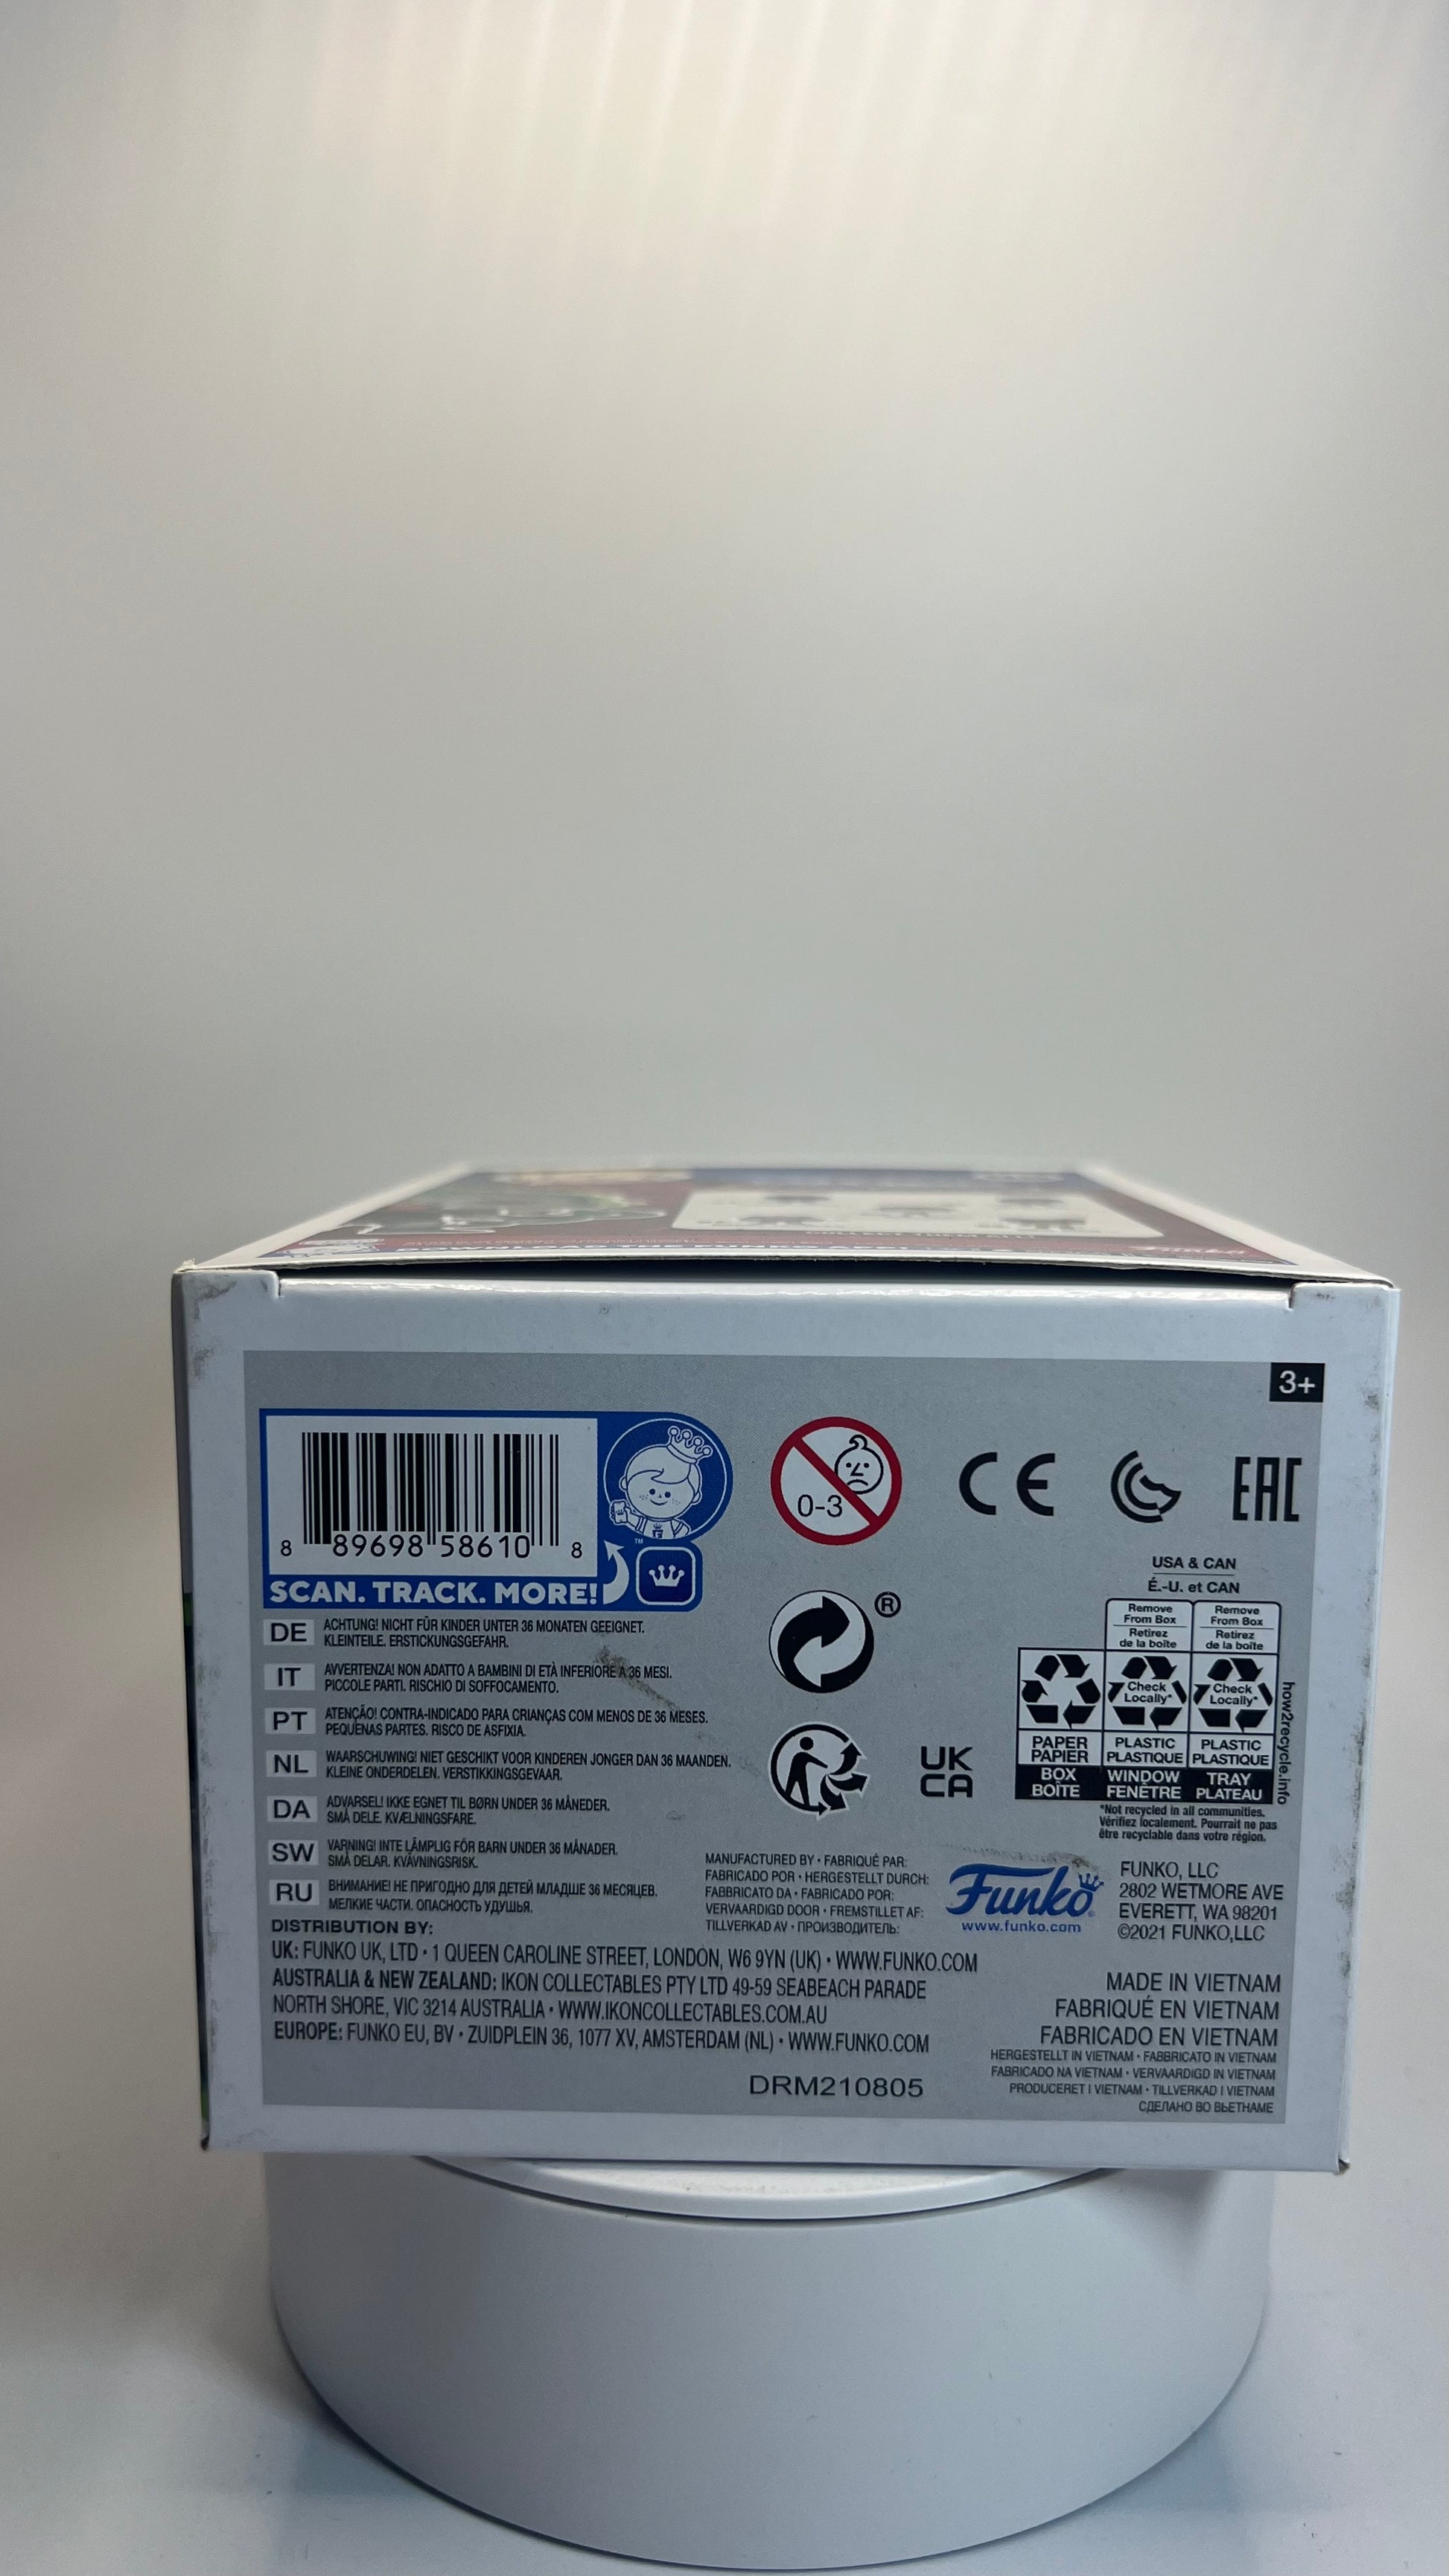 DOWNLOAD THE FUNKO APP!
3+
8 89698 58610 8
SCAN. TRACK. MORE!
™
0-3
CE
EAC
®
UK
CA
DE ACHTUNG! NICHT FÜR KINDER UNTER 36 MONATEN GEEIGNET.
KLEINTEILE. ERSTICKUNGSGEFAHR.
IT AVVERTENZA! NON ADATTO A BAMBINI DI ETÀ INFERIORE A 36 MESI.
PICCOLE PARTI. RISCHIO DI SOFFOCAMENTO.
PT ATENÇÃO! CONTRA-INDICADO PARA CRIANÇAS COM MENOS DE 36 MESES.
PEQUENAS PARTES. RISCO DE ASFIXIA.
NL WAARSCHUWING! NIET GESCHIKT VOOR KINDEREN JONGER DAN 36 MAANDEN.
KLEINE ONDERDELEN. VERSTIKKINGSGEVAAR.
DA ADVARSEL! IKKE EGNET TIL BØRN UNDER 36 MÅNEDER.
SMÅ DELE. KVÆLNINGSFARE.
SW VARNING! INTE LÄMPLIG FÖR BARN UNDER 36 MÅNADER.
SMÅ DELAR. KVÄVNINGSRISK.
RU ВНИМАНИЕ! НЕ ПРИГОДНО ДЛЯ ДЕТЕЙ МЛАДШЕ 36 МЕСЯЦЕВ.
МЕЛКИЕ ЧАСТИ. ОПАСНОСТЬ УДУШЬЯ.
USA & CAN
É.-U. et CAN
Remove From Box
Retirez de la boîte
Remove From Box
Retirez de la boîte
Check Locally*
Check Locally*
PAPER PAPIER
PLASTIC PLASTIQUE
PLASTIC PLASTIQUE
BOX BOÎTE
WINDOW FENÊTRE
TRAY PLATEAU
how2recycle.info
*Not recycled in all communities.
Vérifiez localement. Pourrait ne pas
être recyclable dans votre région.
MANUFACTURED BY • FABRIQUÉ PAR:
FABRICADO POR • HERGESTELLT DURCH:
FABBRICATO DA • FABRICADO POR:
VERVAARDIGD DOOR • FREMSTILLET AF:
TILLVERKAD AV • ПРОИЗВОДИТЕЛЬ:
Funko®
www.funko.com
FUNKO, LLC
2802 WETMORE AVE
EVERETT, WA 98201
©2021 FUNKO,LLC
DISTRIBUTION BY:
UK: FUNKO UK, LTD • 1 QUEEN CAROLINE STREET, LONDON, W6 9YN (UK) • WWW.FUNKO.COM
AUSTRALIA & NEW ZEALAND: IKON COLLECTABLES PTY LTD 49-59 SEABEACH PARADE
NORTH SHORE, VIC 3214 AUSTRALIA • WWW.IKONCOLLECTABLES.COM.AU
EUROPE: FUNKO EU, BV • ZUIDPLEIN 36, 1077 XV, AMSTERDAM (NL) • WWW.FUNKO.COM
DRM210805
MADE IN VIETNAM
FABRIQUÉ EN VIETNAM
FABRICADO EN VIETNAM
HERGESTELLT IN VIETNAM • FABBRICATO IN VIETNAM
FABRICADO NA VIETNAM • VERVAARDIGD IN VIETNAM
PRODUCERET I VIETNAM • TILLVERKAD I VIETNAM
СДЕЛАНО ВО ВЬЕТНАМЕ